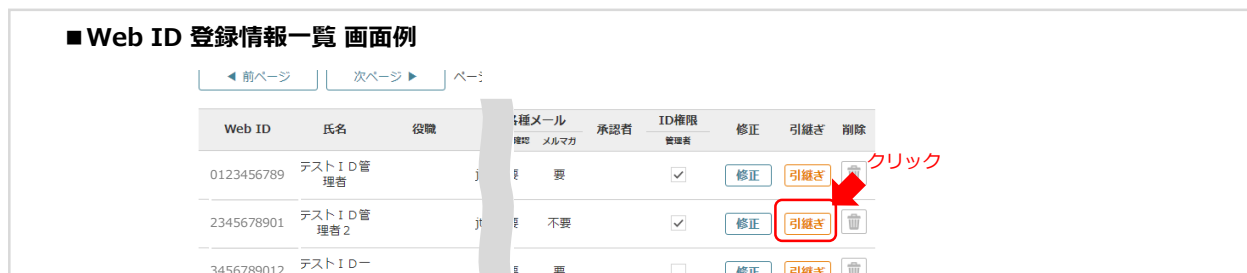 ■Web ID 登録情報一覧 画面例
◀ 前ページ 次ページ ▶ ペー
Web ID 氏名 役職 種メール 承認者 ID権限 修正 引継ぎ 削除
確認 メルマガ 管理者
クリック
0123456789 テストID管理者 要 要 修正 引継ぎ
2345678901 テストID管理者2 要 不要 修正 引継ぎ
3456789012 テストIDー 要 修正 引継ぎ